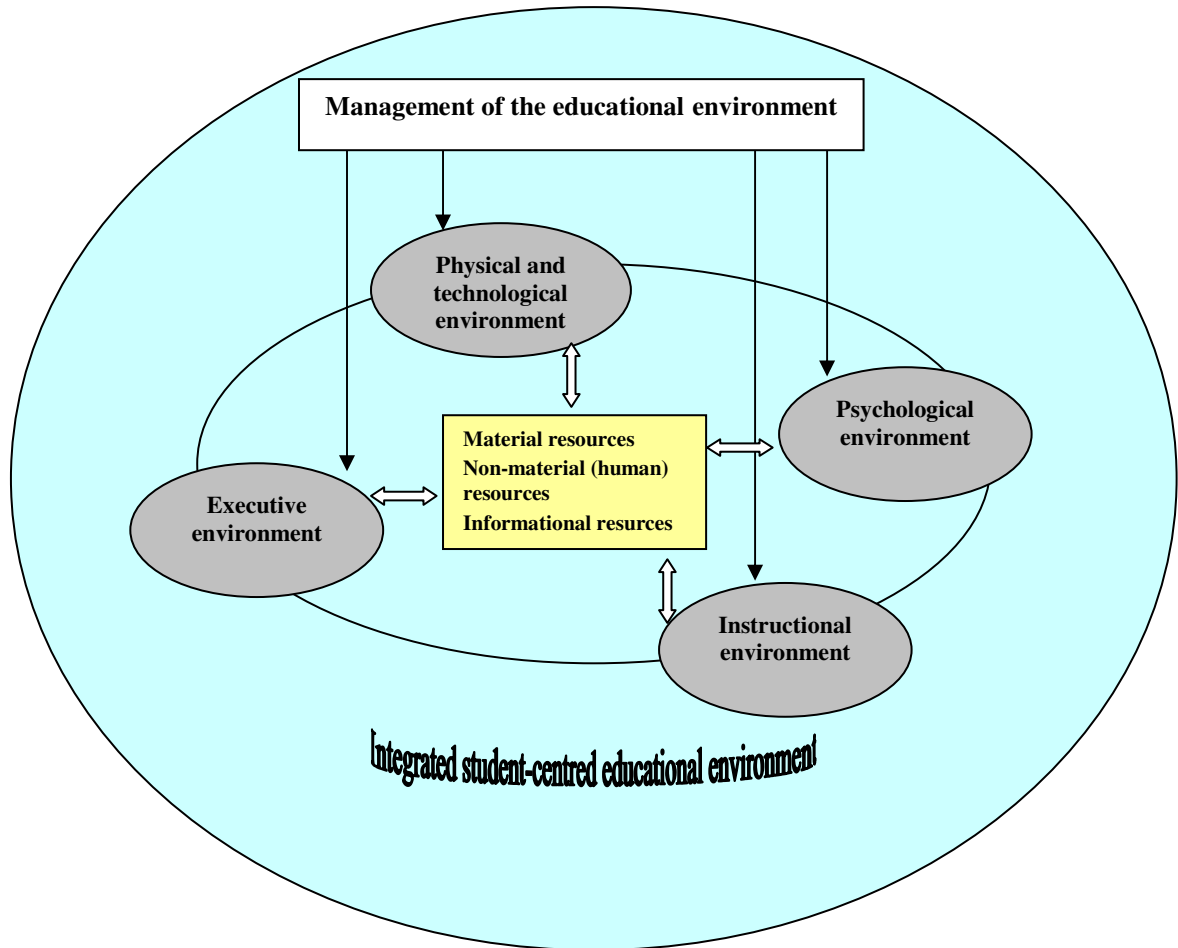 Management of the educational environment
Physical and
technological
environment
Psychological
environment
Material resources
Non-material (human)
resources
Informational resurces
Executive
environment
Instructional
environment
Integrated student-centred educational environment